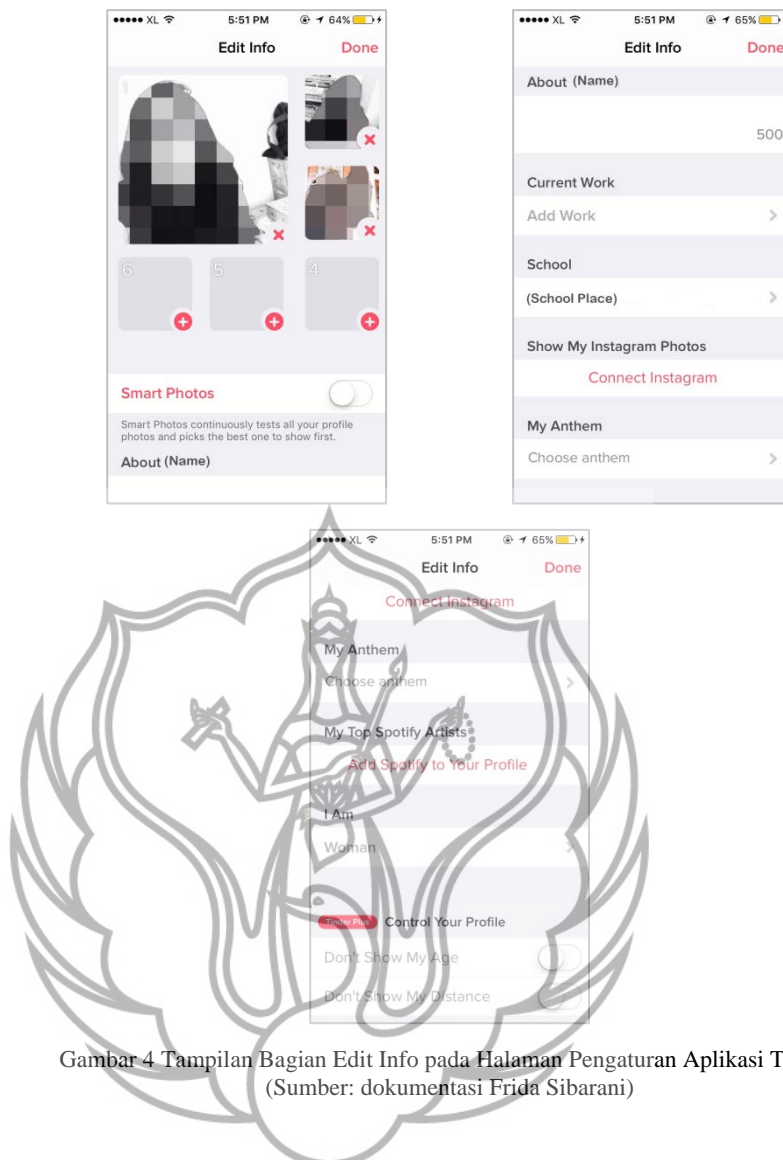 ●●●●● XL 5:51 PM 64%
Edit Info Done
1
6 5 4
Smart Photos
Smart Photos continuously tests all your profile
photos and picks the best one to show first.
About (Name)
●●●●● XL 5:51 PM 65%
Edit Info Done
About (Name)
500
Current Work
Add Work
School
(School Place)
Show My Instagram Photos
Connect Instagram
My Anthem
Choose anthem
●●●●● XL 5:51 PM 65%
Edit Info Done
Connect Instagram
My Anthem
Choose anthem
My Top Spotify Artists
Add Spotify to Your Profile
I Am
Woman
Tinder Plus Control Your Profile
Don't Show My Age
Don't Show My Distance
Gambar 4 Tampilan Bagian Edit Info pada Halaman Pengaturan Aplikasi T
(Sumber: dokumentasi Frida Sibarani)